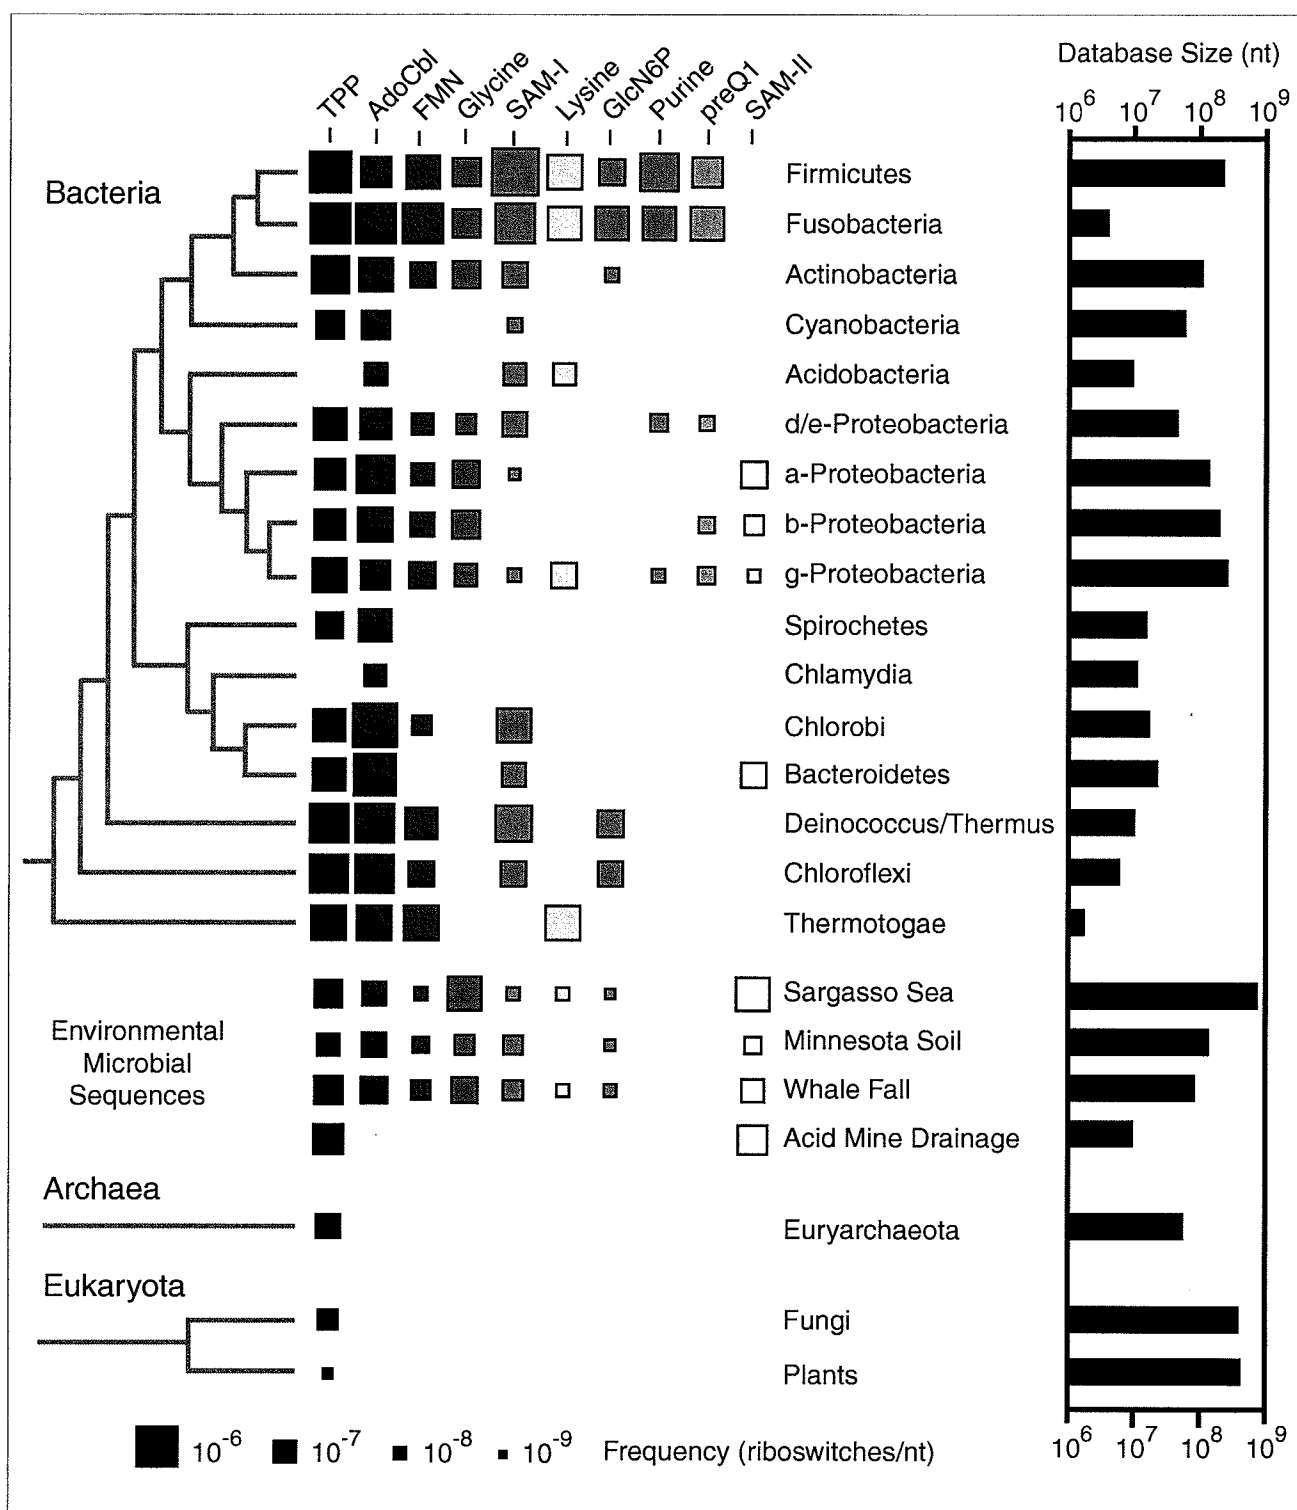 Database Size (nt)
TPP AdoCbl FMN Glycine SAM-I Lysine GlcN6P Purine preQ1 SAM-II
10^6 10^7 10^8 10^9
Bacteria
Firmicutes
Fusobacteria
Actinobacteria
Cyanobacteria
Acidobacteria
d/e-Proteobacteria
a-Proteobacteria
b-Proteobacteria
g-Proteobacteria
Spirochetes
Chlamydia
Chlorobi
Bacteroidetes
Deinococcus/Thermus
Chloroflexi
Thermotogae
Environmental
Microbial
Sequences
Sargasso Sea
Minnesota Soil
Whale Fall
Acid Mine Drainage
Archaea
Euryarchaeota
Eukaryota
Fungi
Plants
10^-6 10^-7 10^-8 10^-9 Frequency (riboswitches/nt)
10^6 10^7 10^8 10^9